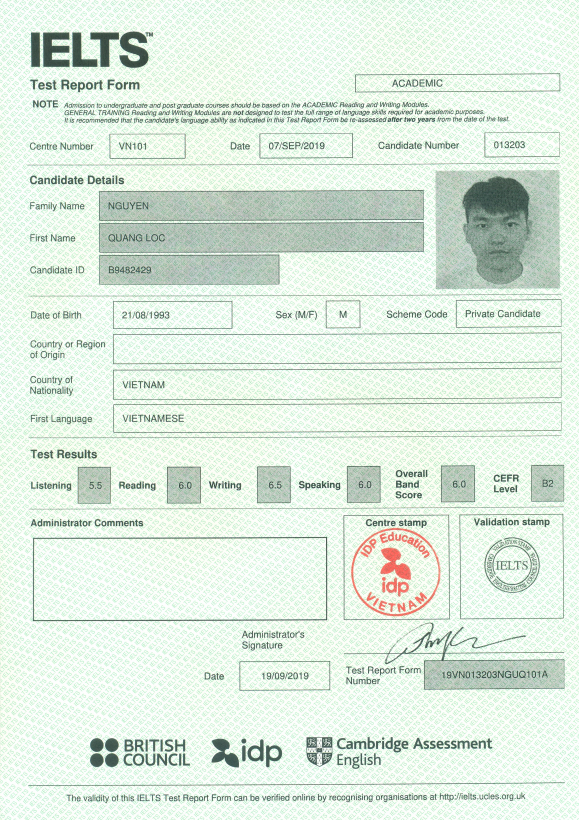 IELTS™
Test Report Form
ACADEMIC
NOTE Admission to undergraduate and post graduate courses should be based on the ACADEMIC Reading and Writing Modules.
GENERAL TRAINING Reading and Writing Modules are not designed to test the full range of language skills required for academic purposes.
It is recommended that the candidate's language ability as indicated in this Test Report Form be re-assessed after two years from the date of the test.
Centre Number VN101 Date 07/SEP/2019 Candidate Number 013203
Candidate Details
Family Name NGUYEN
First Name QUANG LOC
Candidate ID B9482429
Date of Birth 21/08/1993 Sex (M/F) M Scheme Code Private Candidate
Country or Region
of Origin
Country of
Nationality VIETNAM
First Language VIETNAMESE
Test Results
Listening 5.5 Reading 6.0 Writing 6.5 Speaking 6.0 Overall Band Score 6.0 CEFR Level B2
Administrator Comments
Centre stamp
IDP Education
idp
VIETNAM
Validation stamp
IELTS
Administrator's
Signature
Date 19/09/2019
Test Report Form
Number 19VN013203NGUQ101A
BRITISH
COUNCIL
idp
Cambridge Assessment
English
The validity of this IELTS Test Report Form can be verified online by recognising organisations at http://ielts.ucles.org.uk